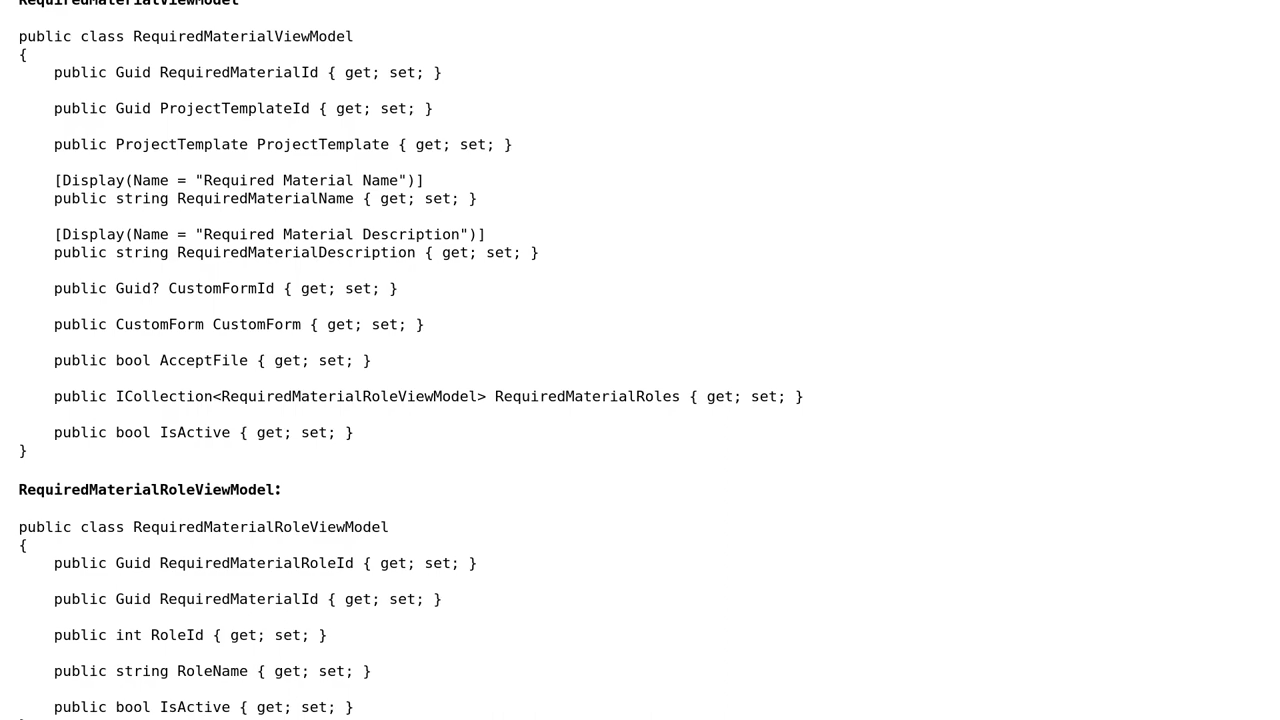 RequiredMaterialViewModel
public class RequiredMaterialViewModel
{
    public Guid RequiredMaterialId { get; set; }
    public Guid ProjectTemplateId { get; set; }
    public ProjectTemplate ProjectTemplate { get; set; }
    [Display(Name = "Required Material Name")]
    public string RequiredMaterialName { get; set; }
    [Display(Name = "Required Material Description")]
    public string RequiredMaterialDescription { get; set; }
    public Guid? CustomFormId { get; set; }
    public CustomForm CustomForm { get; set; }
    public bool AcceptFile { get; set; }
    public ICollection<RequiredMaterialRoleViewModel> RequiredMaterialRoles { get; set; }
    public bool IsActive { get; set; }
}
RequiredMaterialRoleViewModel:
public class RequiredMaterialRoleViewModel
{
    public Guid RequiredMaterialRoleId { get; set; }
    public Guid RequiredMaterialId { get; set; }
    public int RoleId { get; set; }
    public string RoleName { get; set; }
    public bool IsActive { get; set; }